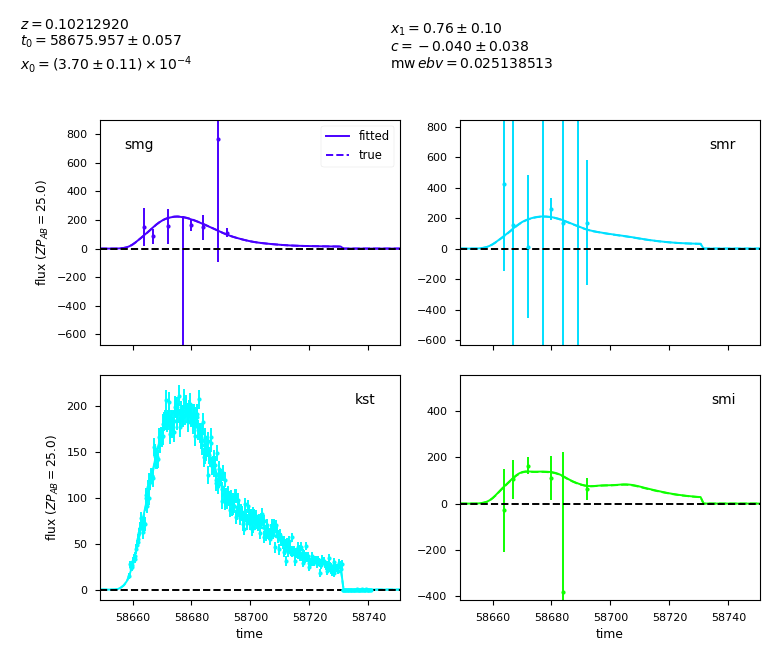 z = 0.10212920
t₀ = 58675.957 ± 0.057
x₀ = (3.70 ± 0.11) × 10⁻⁴
x₁ = 0.76 ± 0.10
c = −0.040 ± 0.038
mw ebv = 0.025138513
smg
fitted
true
800
600
400
200
0
−200
−400
−600
flux (ZP_AB = 25.0)
smr
800
600
400
200
0
−200
−400
−600
kst
200
150
100
50
0
flux (ZP_AB = 25.0)
58660 58680 58700 58720 58740
time
smi
400
200
0
−200
−400
58660 58680 58700 58720 58740
time